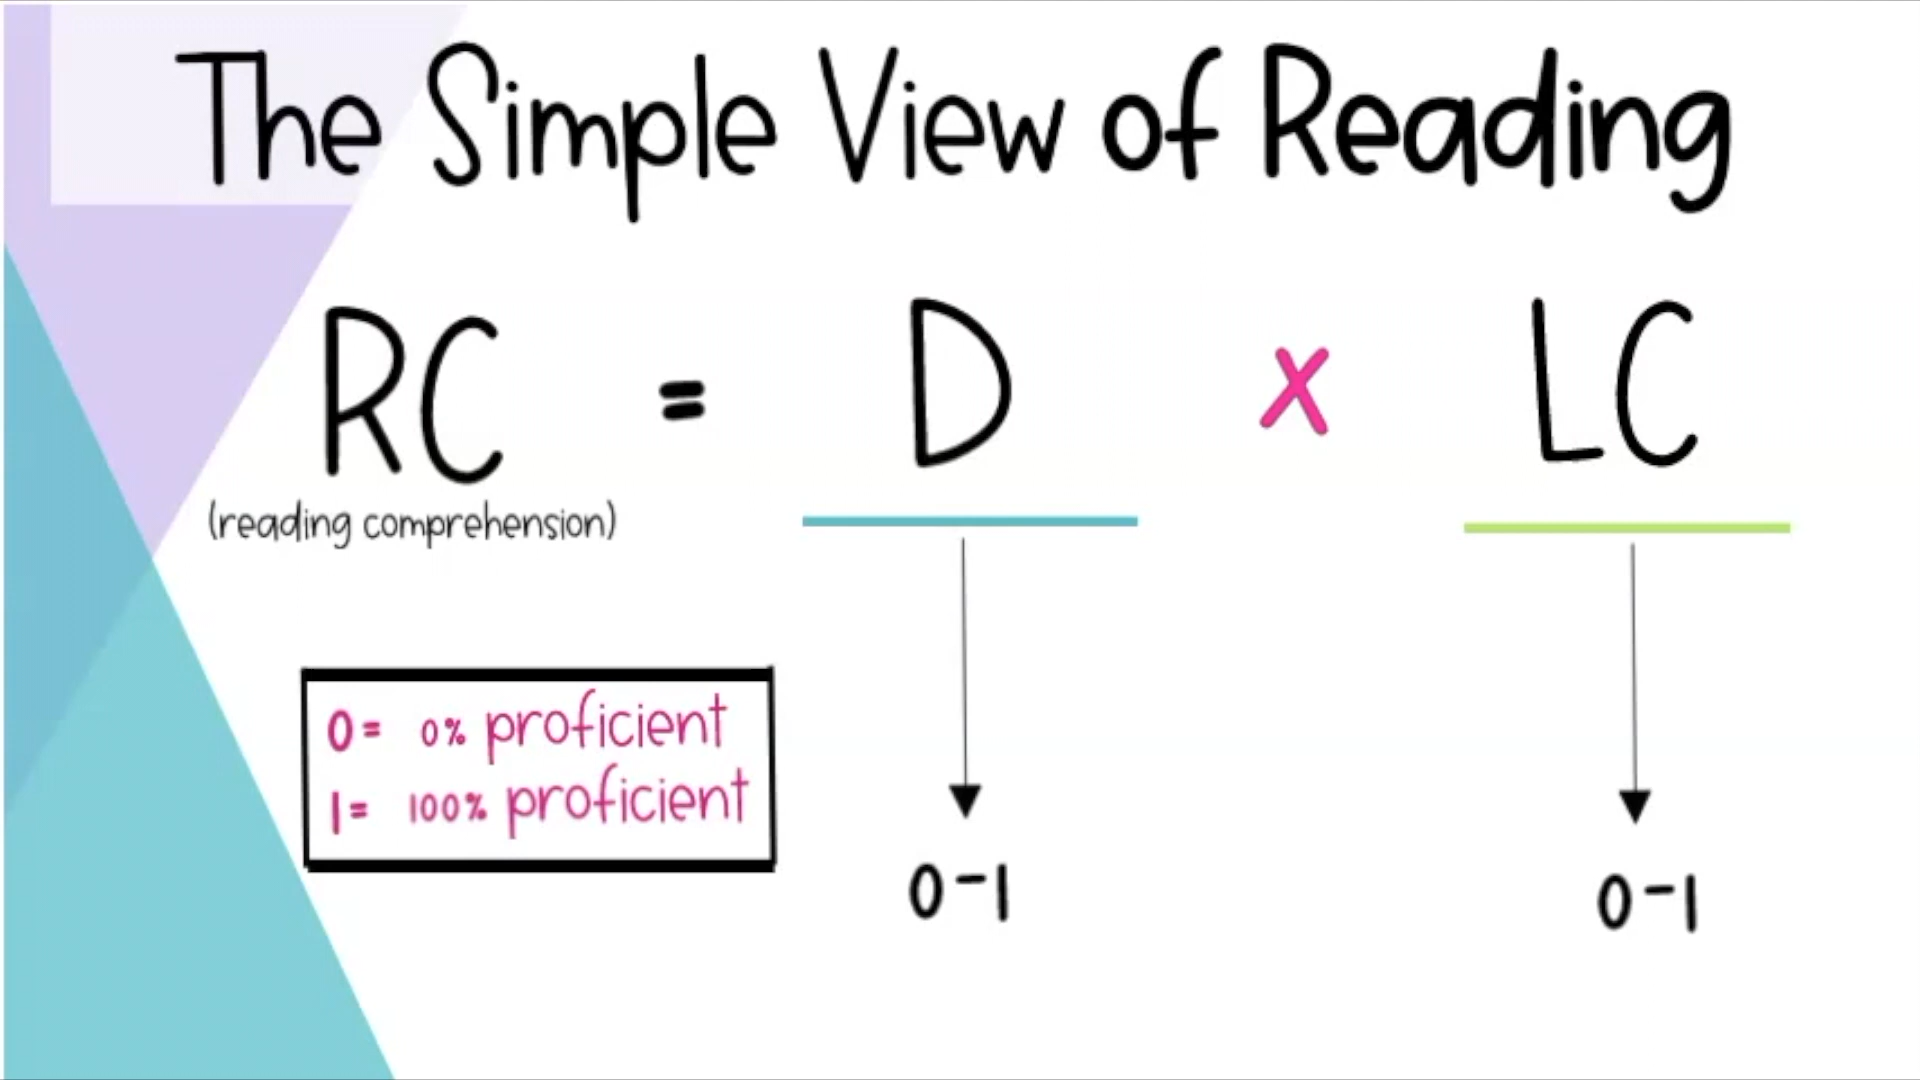 The Simple View of Reading
RC = D X LC
(reading comprehension)
0= 0% proficient
1= 100% proficient
0-1
0-1